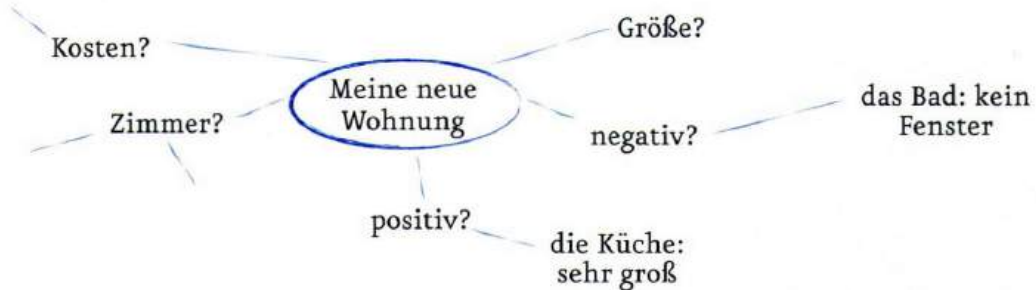 Kosten?
Größe?
Meine neue
Wohnung
Zimmer?
das Bad: kein
Fenster
negativ?
positiv?
die Küche:
sehr groß